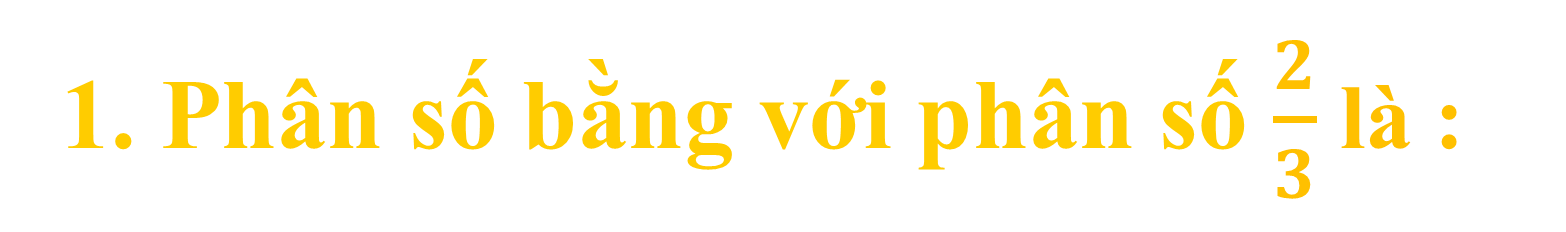 1. Phân số bằng với phân số 2/3 là :